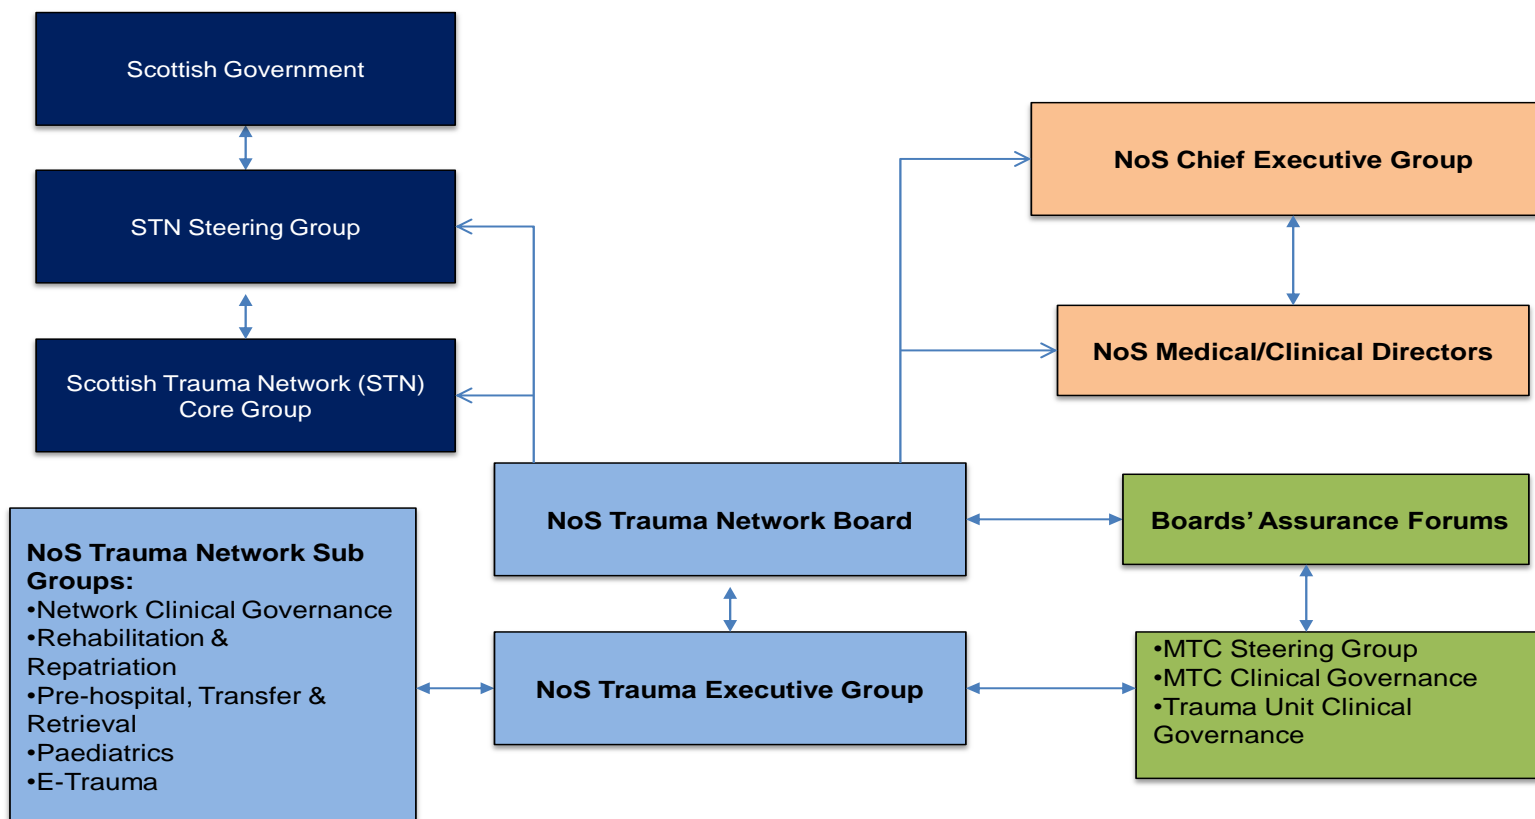 Scottish Government
STN Steering Group
Scottish Trauma Network (STN)
Core Group
NoS Chief Executive Group
NoS Medical/Clinical Directors
NoS Trauma Network Board
Boards’ Assurance Forums
NoS Trauma Network Sub
Groups:
•Network Clinical Governance
•Rehabilitation &
Repatriation
•Pre-hospital, Transfer &
Retrieval
•Paediatrics
•E-Trauma
NoS Trauma Executive Group
•MTC Steering Group
•MTC Clinical Governance
•Trauma Unit Clinical
Governance